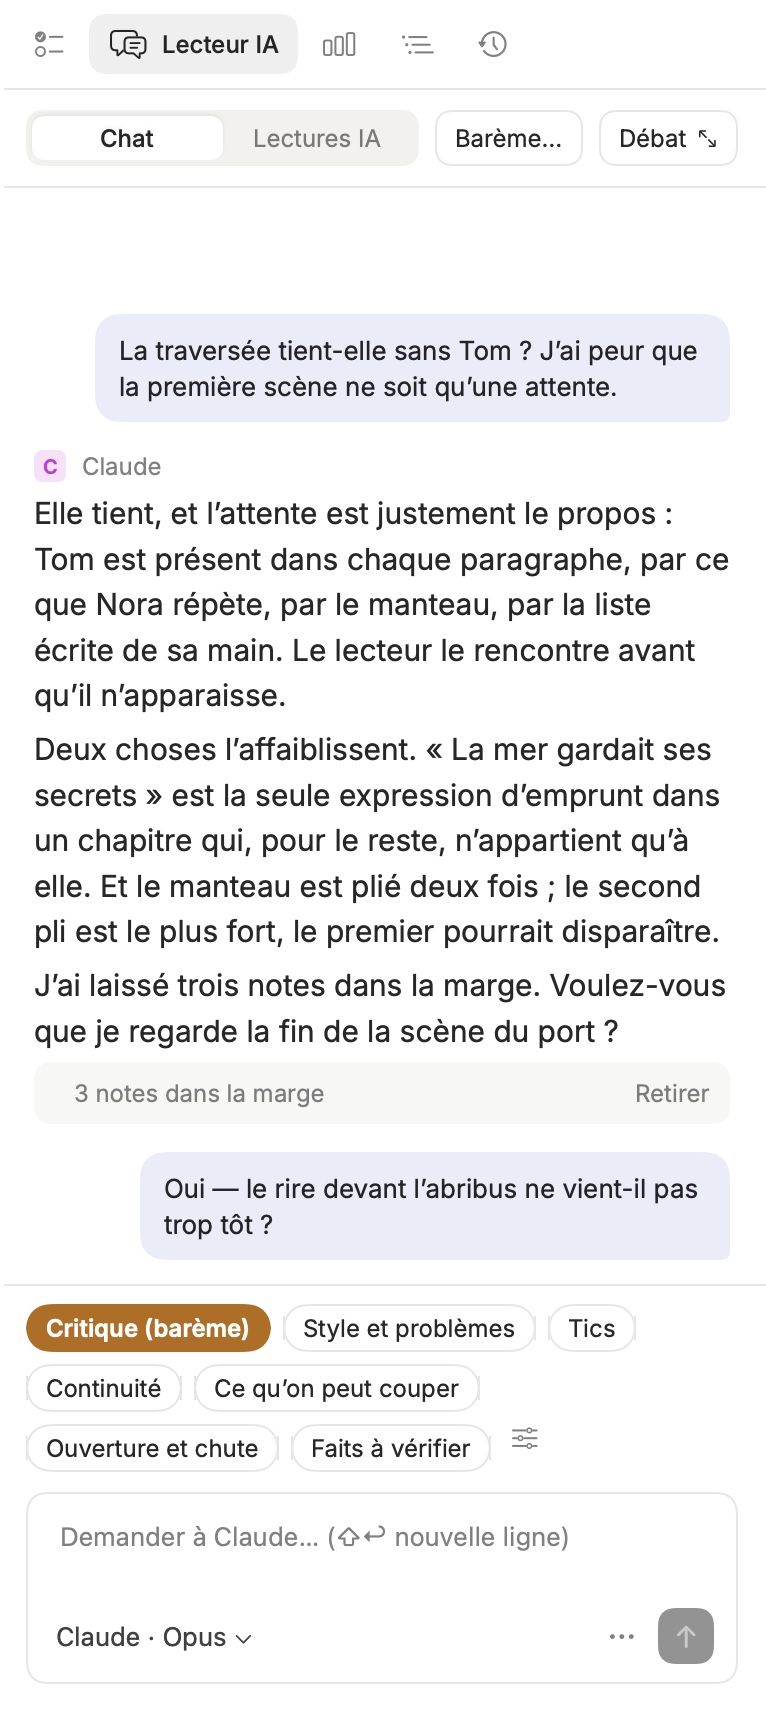 Lecteur IA
Chat
Lectures IA
Barème...
Débat
La traversée tient-elle sans Tom ? J’ai peur que
la première scène ne soit qu’une attente.
C Claude
Elle tient, et l’attente est justement le propos :
Tom est présent dans chaque paragraphe, par ce
que Nora répète, par le manteau, par la liste
écrite de sa main. Le lecteur le rencontre avant
qu’il n’apparaisse.
Deux choses l’affaiblissent. « La mer gardait ses
secrets » est la seule expression d’emprunt dans
un chapitre qui, pour le reste, n’appartient qu’à
elle. Et le manteau est plié deux fois ; le second
pli est le plus fort, le premier pourrait disparaître.
J’ai laissé trois notes dans la marge. Voulez-vous
que je regarde la fin de la scène du port ?
3 notes dans la marge
Retirer
Oui — le rire devant l’abribus ne vient-il pas
trop tôt ?
Critique (barème)
Style et problèmes
Tics
Continuité
Ce qu’on peut couper
Ouverture et chute
Faits à vérifier
Demander à Claude... (⇧↩ nouvelle ligne)
Claude · Opus